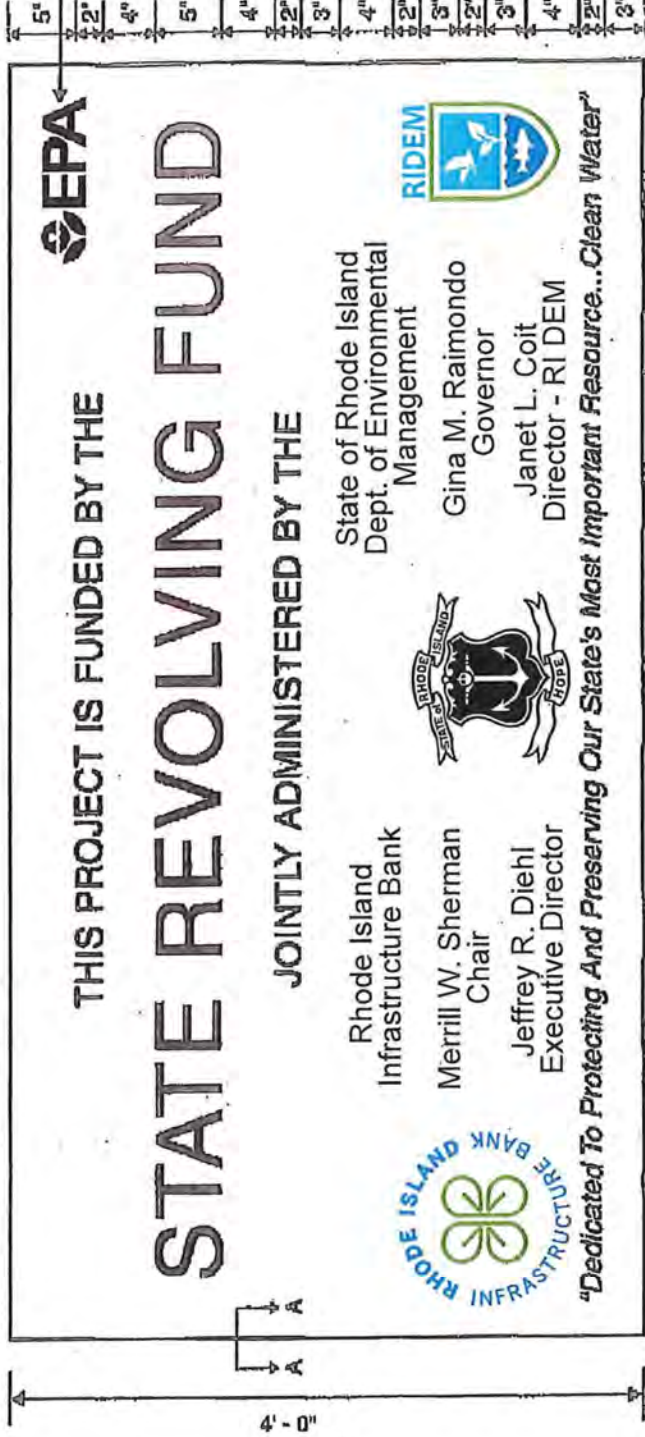 THIS PROJECT IS FUNDED BY THE
EPA
STATE REVOLVING FUND
JOINTLY ADMINISTERED BY THE
RHODE ISLAND
INFRASTRUCTURE BANK
Rhode Island
Infrastructure Bank
Merrill W. Sherman
Chair
Jeffrey R. Diehl
Executive Director
STATE of RHODE ISLAND
HOPE
State of Rhode Island
Dept. of Environmental
Management
Gina M. Raimondo
Governor
Janet L. Coit
Director - RI DEM
RIDEM
"Dedicated To Protecting And Preserving Our State's Most Important Resource...Clean Water"
4' - 0"
A
A
5"
2"
4"
5"
4"
2"
3"
4"
2"
3"
2"
3"
4"
2"
3"